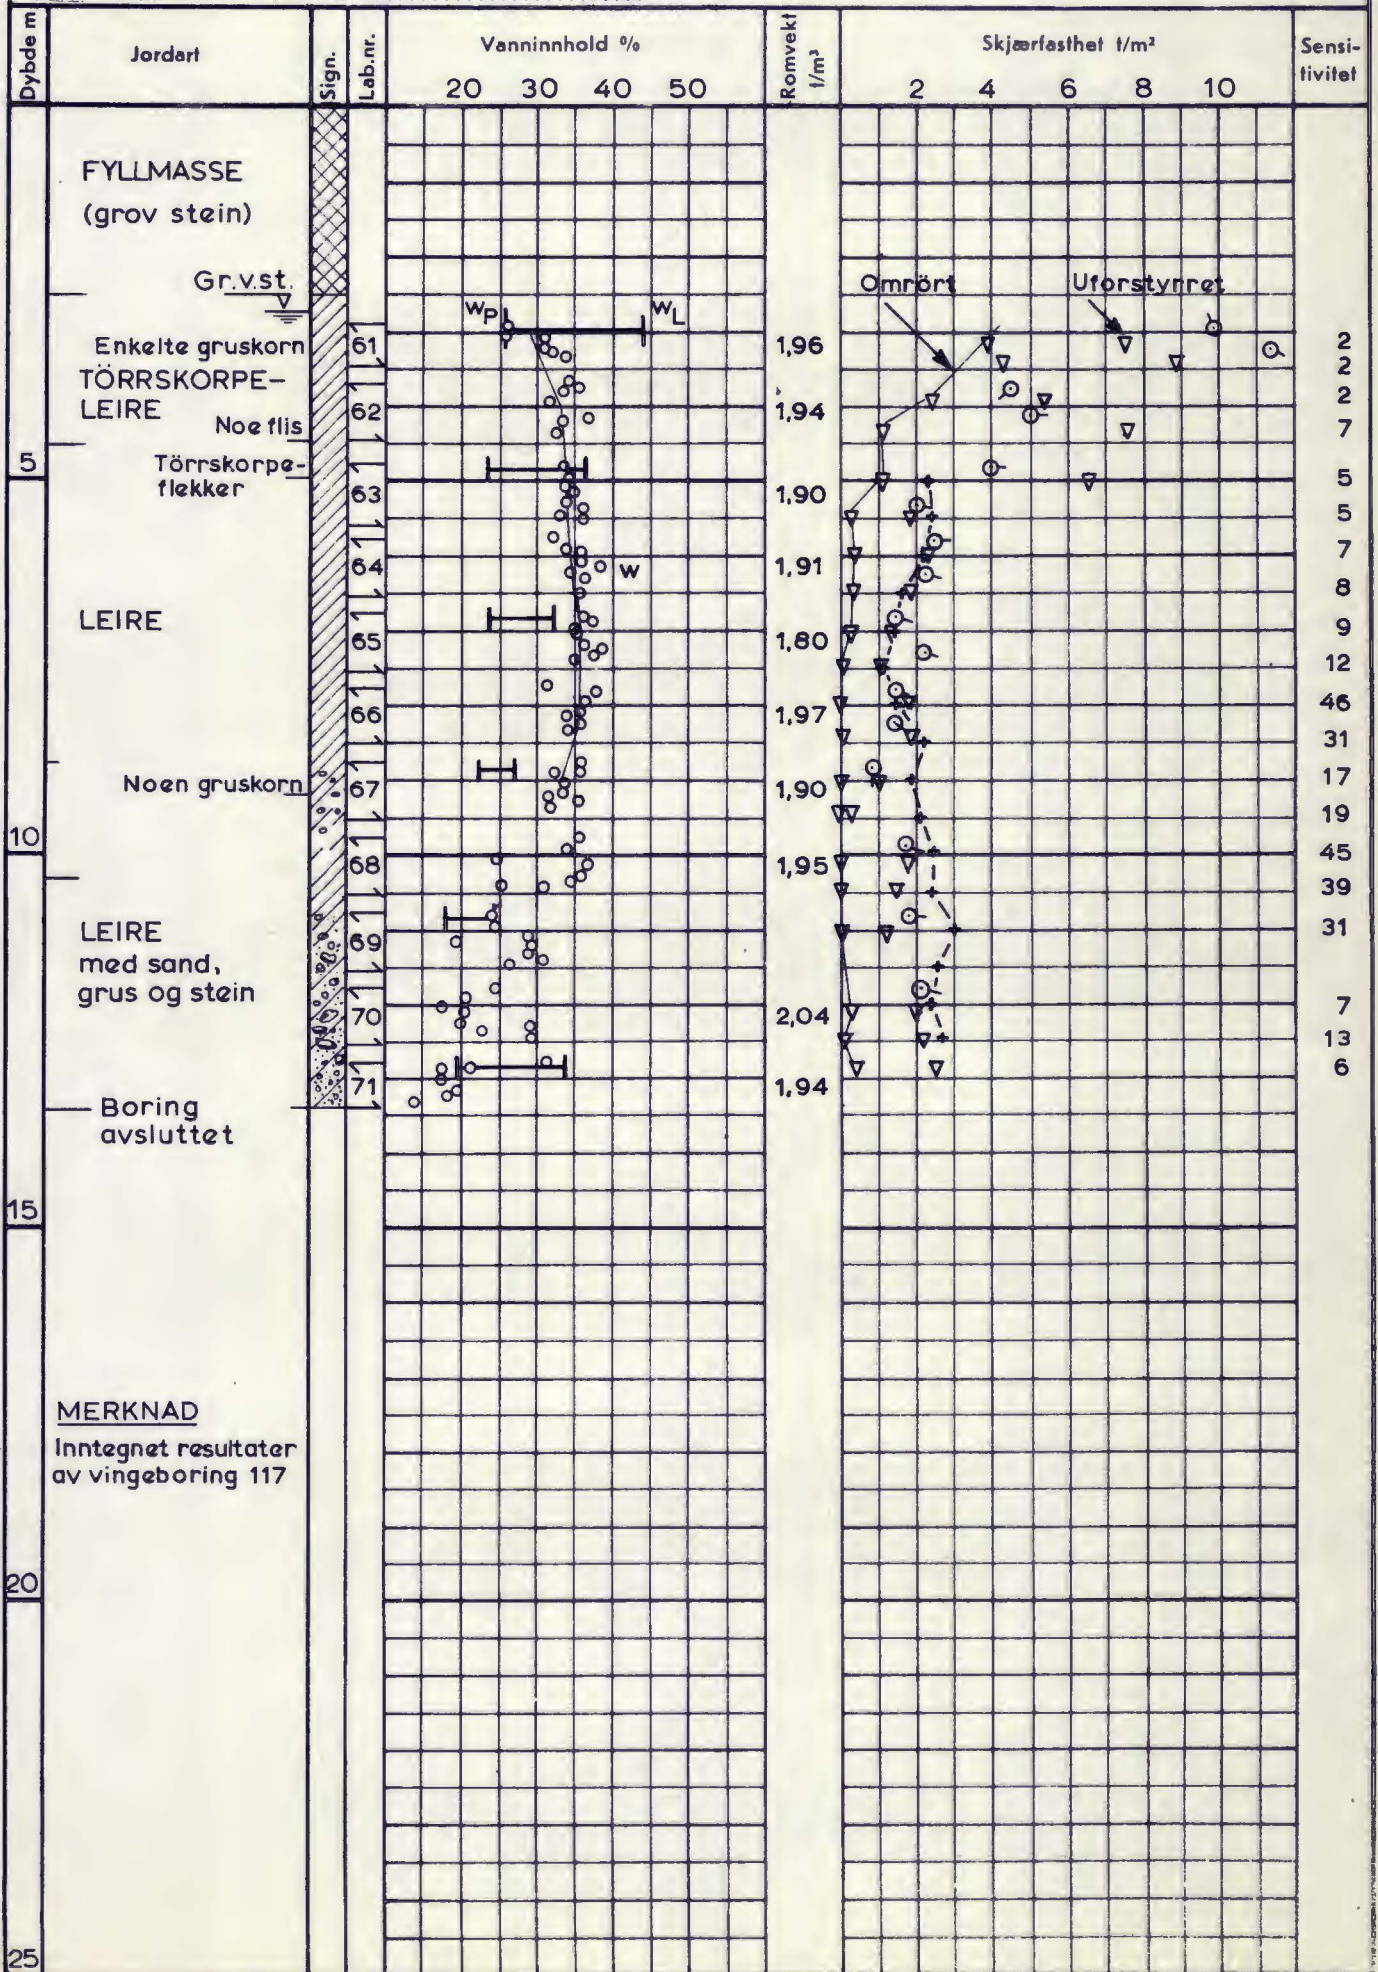 Dybde m
Jordart
Sign.
Lab.nr.
Vanninnhold %
20 30 40 50
Romvekt t/m³
Skjærfasthet t/m²
2 4 6 8 10
Sensi-
tivitet
FYLLMASSE
(grov stein)
Gr.v.st.
Omrört Uforstyrret
WP WL
Enkelte gruskorn 61 1,96 2
2
TÖRRSKORPE-
LEIRE 62 1,94 2
Noe flis 7
5 Törrskorpe-
flekker 5
63 1,90 5
64 W 1,91 7
8
LEIRE 65 1,80 9
12
66 1,97 46
31
Noen gruskorn 67 1,90 17
19
10 68 1,95 45
39
LEIRE 69 31
med sand,
grus og stein 70 2,04 7
13
71 1,94 6
Boring
avsluttet
15
MERKNAD
Inntegnet resultater
av vingeboring 117
20
25